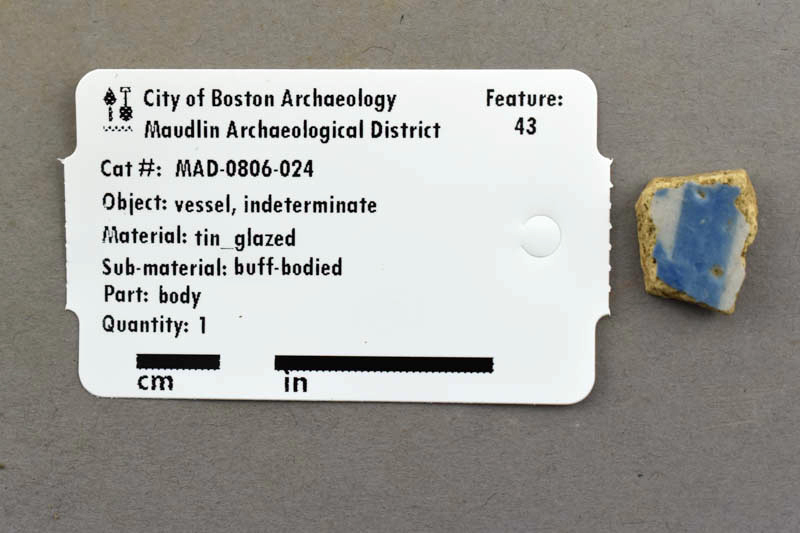 City of Boston Archaeology
Maudlin Archaeological District
Feature:
43
Cat #: MAD-0806-024
Object: vessel, indeterminate
Material: tin_glazed
Sub-material: buff-bodied
Part: body
Quantity: 1
cm in